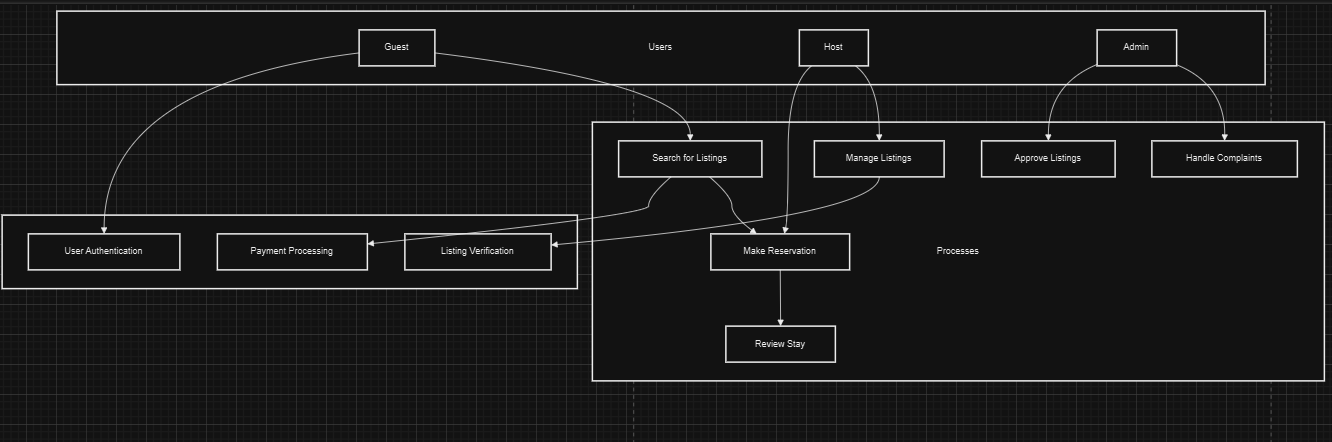 Guest
Users
Host
Admin
Search for Listings
Manage Listings
Approve Listings
Handle Complaints
User Authentication
Payment Processing
Listing Verification
Make Reservation
Processes
Review Stay